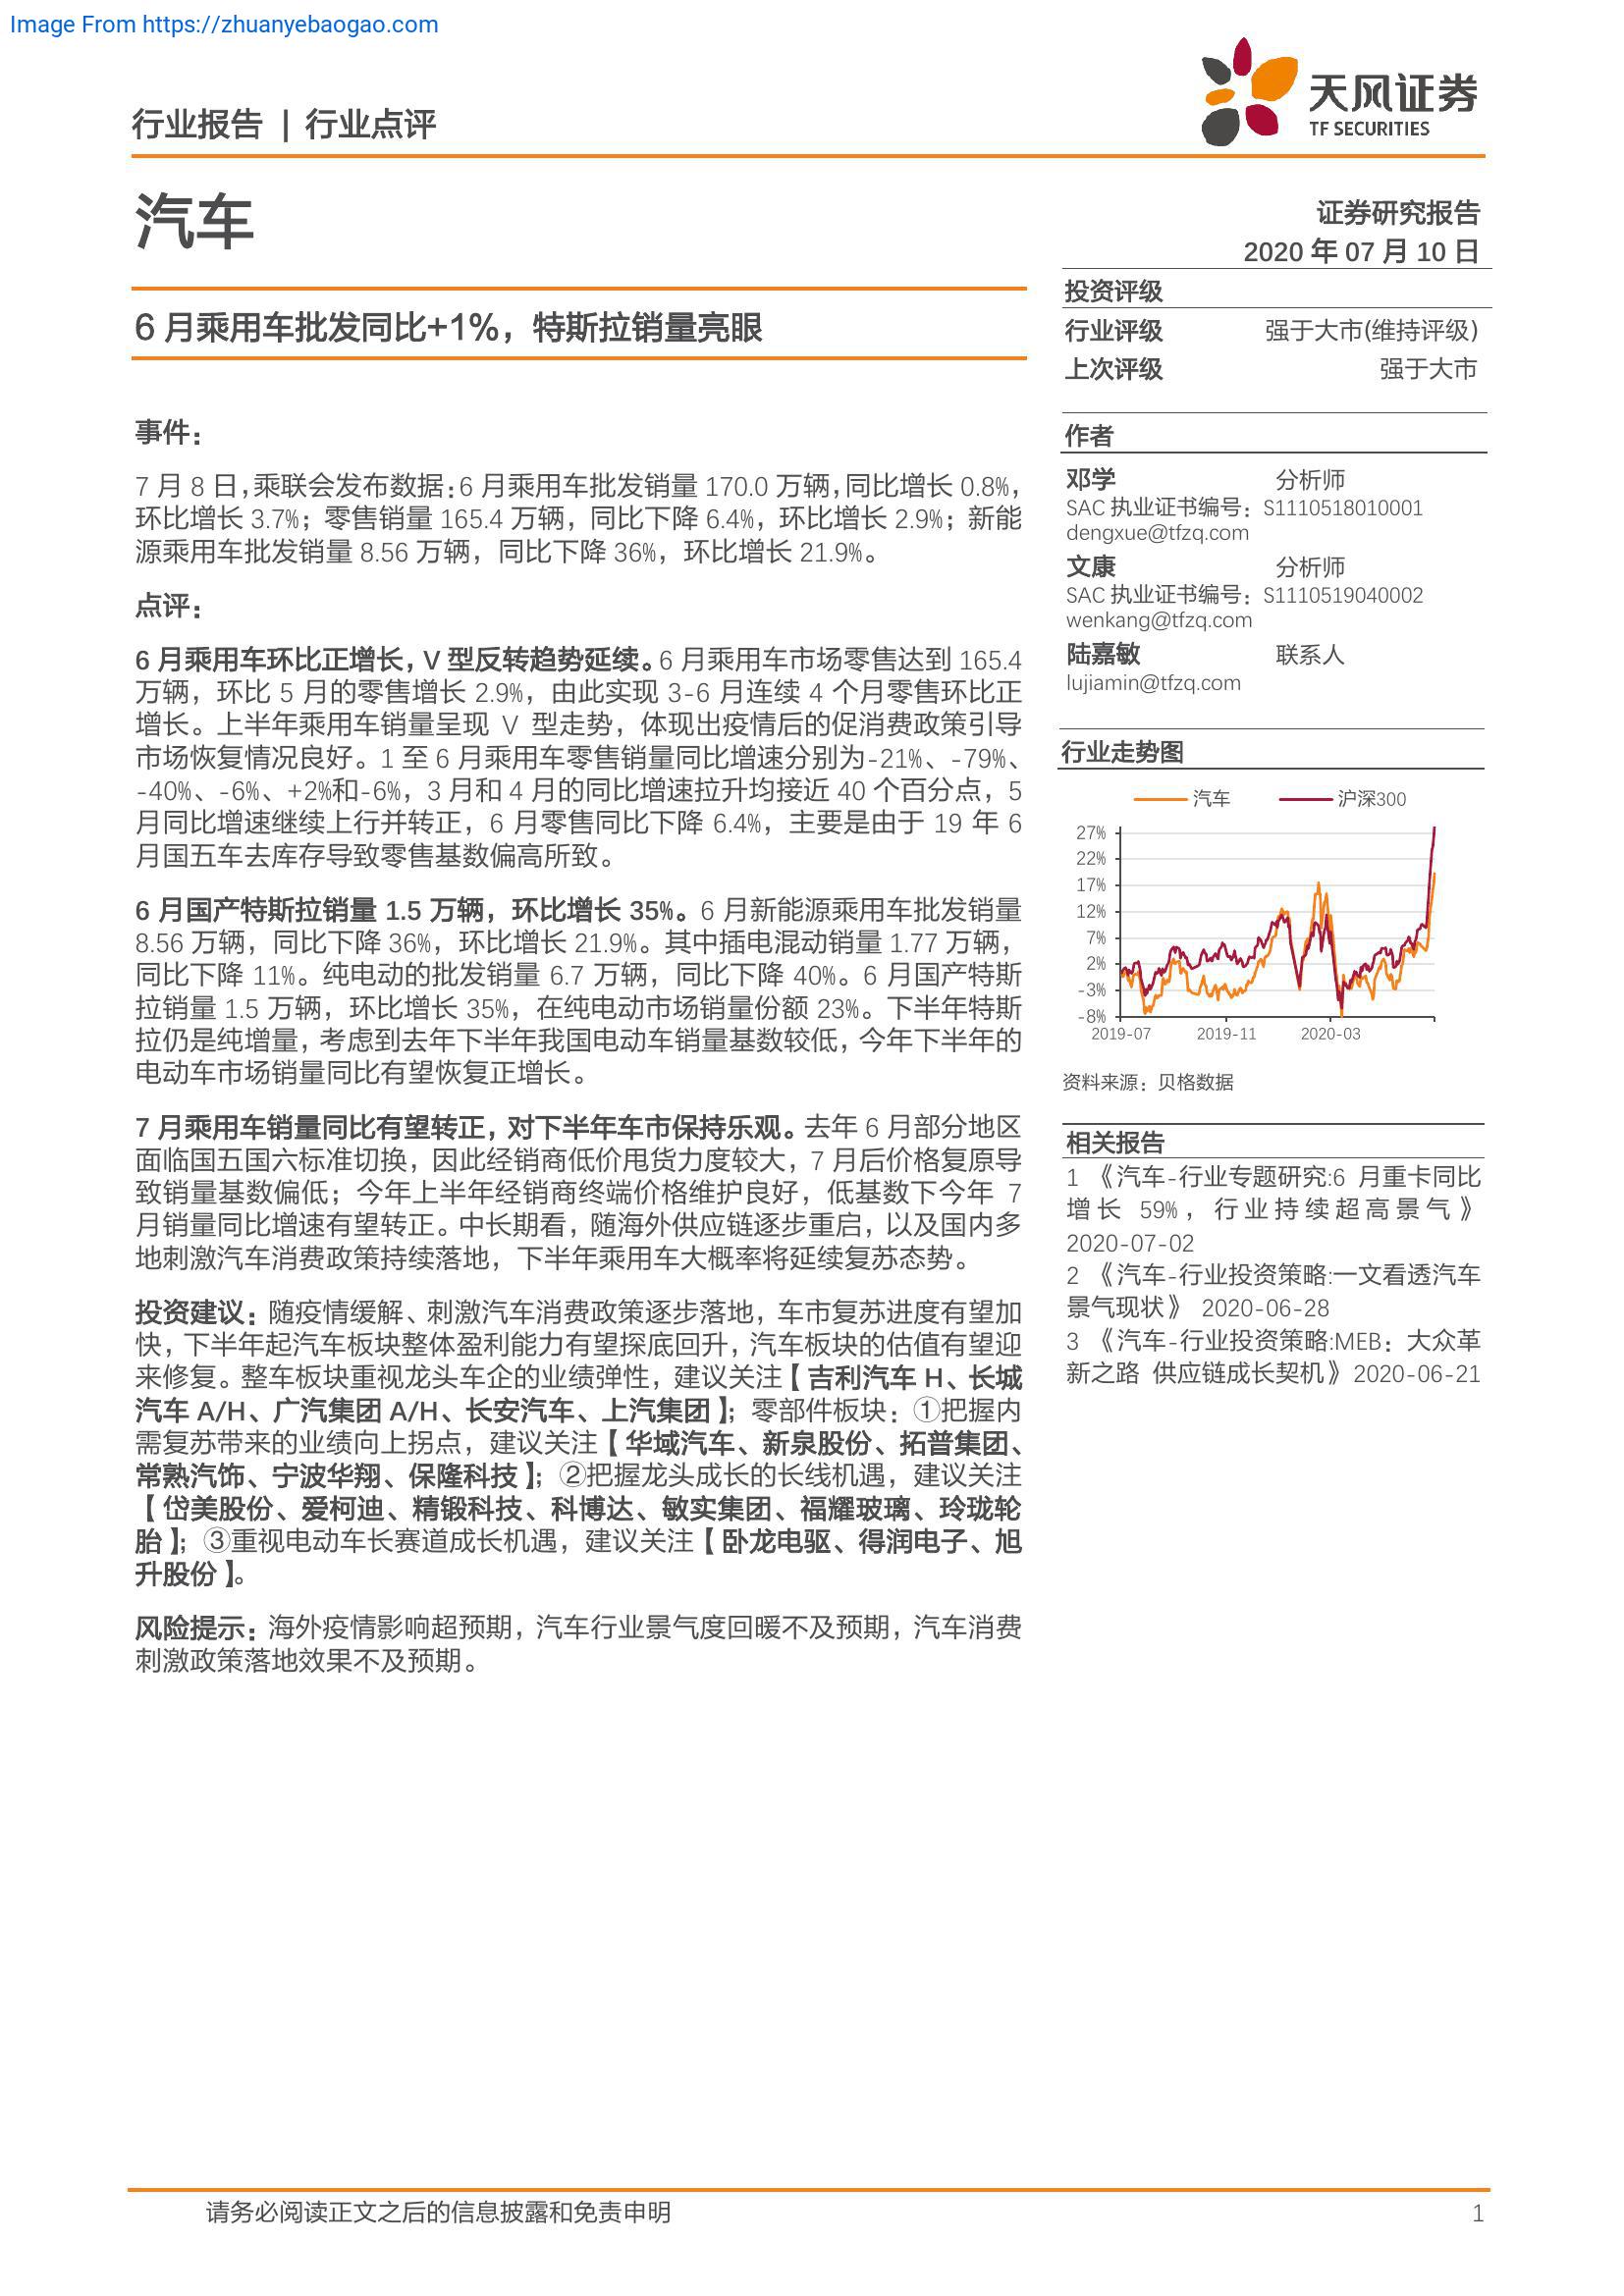 Image From https://zhuanyebaogao.com
行业报告 | 行业点评
天风证券
TF SECURITIES
汽车
6 月乘用车批发同比+1%，特斯拉销量亮眼
事件：
7 月 8 日，乘联会发布数据：6 月乘用车批发销量 170.0 万辆，同比增长 0.8%，
环比增长 3.7%；零售销量 165.4 万辆，同比下降 6.4%，环比增长 2.9%；新能
源乘用车批发销量 8.56 万辆，同比下降 36%，环比增长 21.9%。
点评：
6 月乘用车环比正增长，V 型反转趋势延续。6 月乘用车市场零售达到 165.4
万辆，环比 5 月的零售增长 2.9%，由此实现 3-6 月连续 4 个月零售环比正
增长。上半年乘用车销量呈现 V 型走势，体现出疫情后的促消费政策引导
市场恢复情况良好。1 至 6 月乘用车零售销量同比增速分别为-21%、-79%、
-40%、-6%、+2%和-6%，3 月和 4 月的同比增速拉升均接近 40 个百分点，5
月同比增速继续上行并转正，6 月零售同比下降 6.4%，主要是由于 19 年 6
月国五车去库存导致零售基数偏高所致。
6 月国产特斯拉销量 1.5 万辆，环比增长 35%。6 月新能源乘用车批发销量
8.56 万辆，同比下降 36%，环比增长 21.9%。其中插电混动销量 1.77 万辆，
同比下降 11%。纯电动的批发销量 6.7 万辆，同比下降 40%。6 月国产特斯
拉销量 1.5 万辆，环比增长 35%，在纯电动市场销量份额 23%。下半年特斯
拉仍是纯增量，考虑到去年下半年我国电动车销量基数较低，今年下半年的
电动车市场销量同比有望恢复正增长。
7 月乘用车销量同比有望转正，对下半年车市保持乐观。去年 6 月部分地区
面临国五国六标准切换，因此经销商低价甩货力度较大，7 月后价格复原导
致销量基数偏低；今年上半年经销商终端价格维护良好，低基数下今年 7
月销量同比增速有望转正。中长期看，随海外供应链逐步重启，以及国内多
地刺激汽车消费政策持续落地，下半年乘用车大概率将延续复苏态势。
投资建议：随疫情缓解、刺激汽车消费政策逐步落地，车市复苏进度有望加
快，下半年起汽车板块整体盈利能力有望探底回升，汽车板块的估值有望迎
来修复。整车板块重视龙头车企的业绩弹性，建议关注【吉利汽车 H、长城
汽车 A/H、广汽集团 A/H、长安汽车、上汽集团】；零部件板块：①把握内
需复苏带来的业绩向上拐点，建议关注【华域汽车、新泉股份、拓普集团、
常熟汽饰、宁波华翔、保隆科技】；②把握龙头成长的长线机遇，建议关注
【岱美股份、爱柯迪、精锻科技、科博达、敏实集团、福耀玻璃、玲珑轮
胎】；③重视电动车长赛道成长机遇，建议关注【卧龙电驱、得润电子、旭
升股份】。
风险提示：海外疫情影响超预期，汽车行业景气度回暖不及预期，汽车消费
刺激政策落地效果不及预期。
证券研究报告
2020 年 07 月 10 日
投资评级
行业评级 强于大市(维持评级)
上次评级 强于大市
作者
邓学 分析师
SAC 执业证书编号：S1110518010001
dengxue@tfzq.com
文康 分析师
SAC 执业证书编号：S1110519040002
wenkang@tfzq.com
陆嘉敏 联系人
lujiamin@tfzq.com
行业走势图
汽车 沪深300
27%
22%
17%
12%
7%
2%
-3%
-8%
2019-07 2019-11 2020-03
资料来源：贝格数据
相关报告
1 《汽车-行业专题研究:6 月重卡同比
增长 59%，行业持续超高景气》
2020-07-02
2 《汽车-行业投资策略:一文看透汽车
景气现状》 2020-06-28
3 《汽车-行业投资策略:MEB：大众革
新之路 供应链成长契机》2020-06-21
请务必阅读正文之后的信息披露和免责申明 1